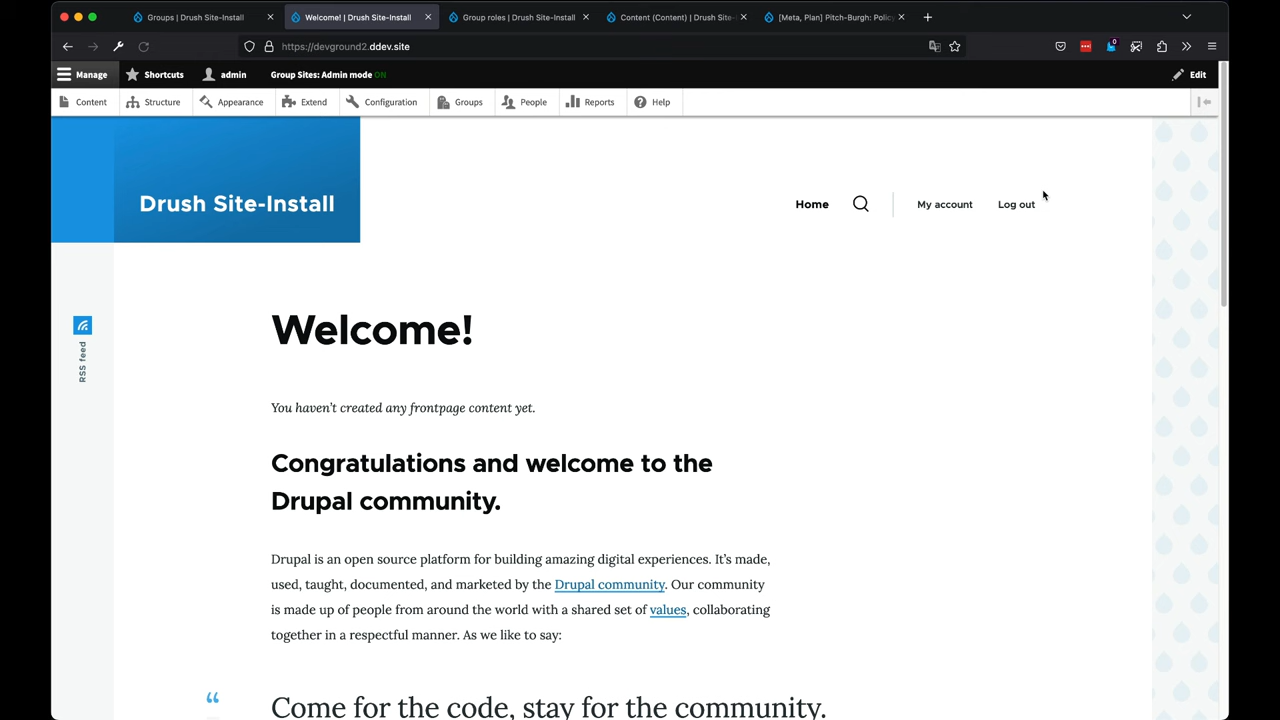 Groups | Drush Site-Install
Welcome! | Drush Site-Install
Group roles | Drush Site-Install
Content (Content) | Drush Site-
[Meta, Plan] Pitch-Burgh: Policy
https://devground2.ddev.site
0
Manage
Shortcuts
admin
Group Sites: Admin mode ON
Edit
Content
Structure
Appearance
Extend
Configuration
Groups
People
Reports
Help
Drush Site-Install
Home
My account
Log out
RSS feed
Welcome!
You haven’t created any frontpage content yet.
Congratulations and welcome to the
Drupal community.
Drupal is an open source platform for building amazing digital experiences. It’s made,
used, taught, documented, and marketed by the Drupal community. Our community
is made up of people from around the world with a shared set of values, collaborating
together in a respectful manner. As we like to say:
“
Come for the code, stay for the community.